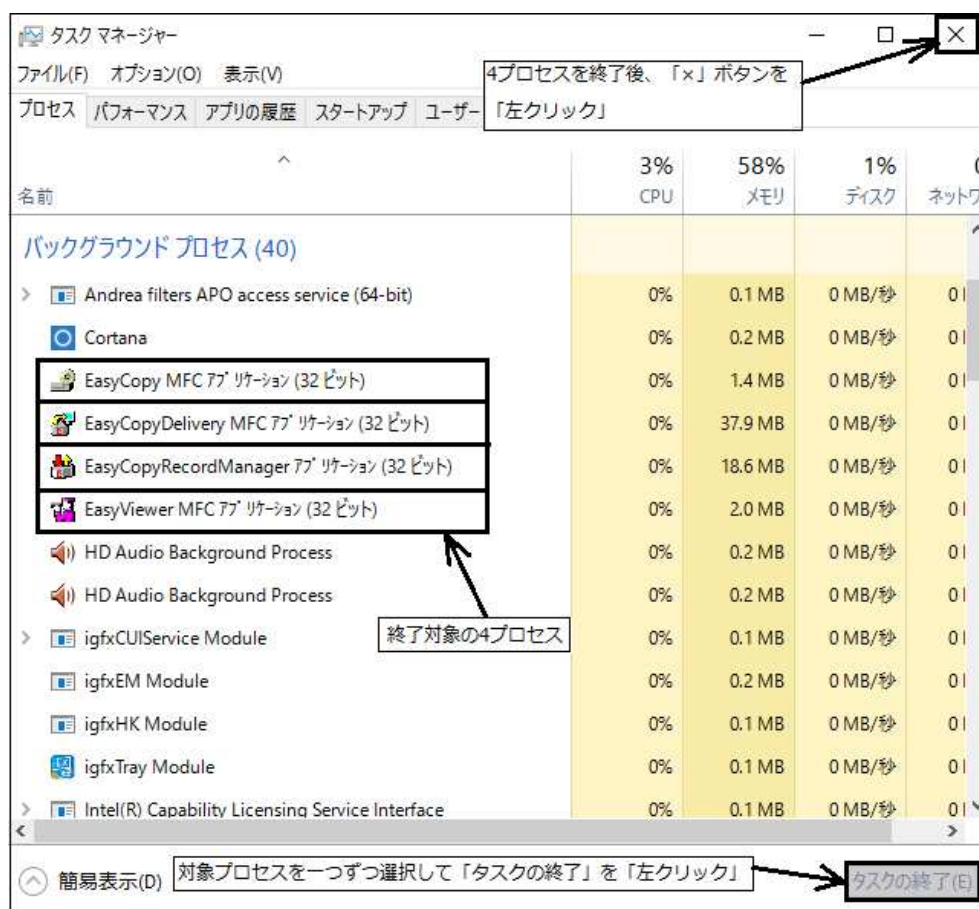 タスク マネージャー
ファイル(F) オプション(O) 表示(V)
4プロセスを終了後、「×」ボタンを
「左クリック」
プロセス パフォーマンス アプリの履歴 スタートアップ ユーザー
3% 58% 1%
名前 CPU メモリ ディスク ネットワ
バックグラウンド プロセス (40)
Andrea filters APO access service (64-bit) 0% 0.1 MB 0 MB/秒 0
Cortana 0% 0.2 MB 0 MB/秒 0
EasyCopy MFC アプリケーション (32 ビット) 0% 1.4 MB 0 MB/秒 0
EasyCopyDelivery MFC アプリケーション (32 ビット) 0% 37.9 MB 0 MB/秒 0
EasyCopyRecordManager アプリケーション (32 ビット) 0% 18.6 MB 0 MB/秒 0
EasyViewer MFC アプリケーション (32 ビット) 0% 2.0 MB 0 MB/秒 0
HD Audio Background Process 0% 0.2 MB 0 MB/秒 0
HD Audio Background Process 0% 0.2 MB 0 MB/秒 0
終了対象の4プロセス
igfxCUIService Module 0% 0.1 MB 0 MB/秒 0
igfxEM Module 0% 0.2 MB 0 MB/秒 0
igfxHK Module 0% 0.1 MB 0 MB/秒 0
igfxTray Module 0% 0.1 MB 0 MB/秒 0
Intel(R) Capability Licensing Service Interface 0% 0.1 MB 0 MB/秒 0
簡易表示(D) 対象プロセスを一つずつ選択して「タスクの終了」を「左クリック」 タスクの終了(E)